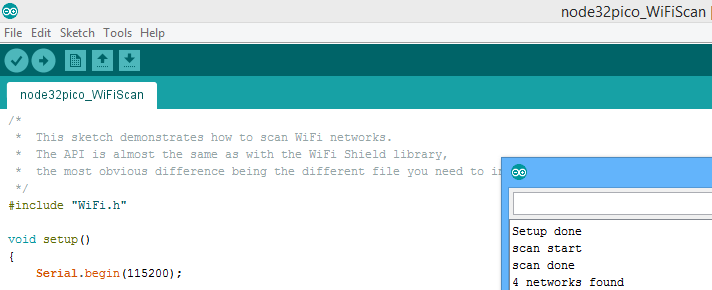 node32pico_WiFiScan |
File Edit Sketch Tools Help
node32pico_WiFiScan
/*
* This sketch demonstrates how to scan WiFi networks.
* The API is almost the same as with the WiFi Shield library,
* the most obvious difference being the different file you need to
*/
#include "WiFi.h"
void setup()
{
Serial.begin(115200);
Setup done
scan start
scan done
4 networks found